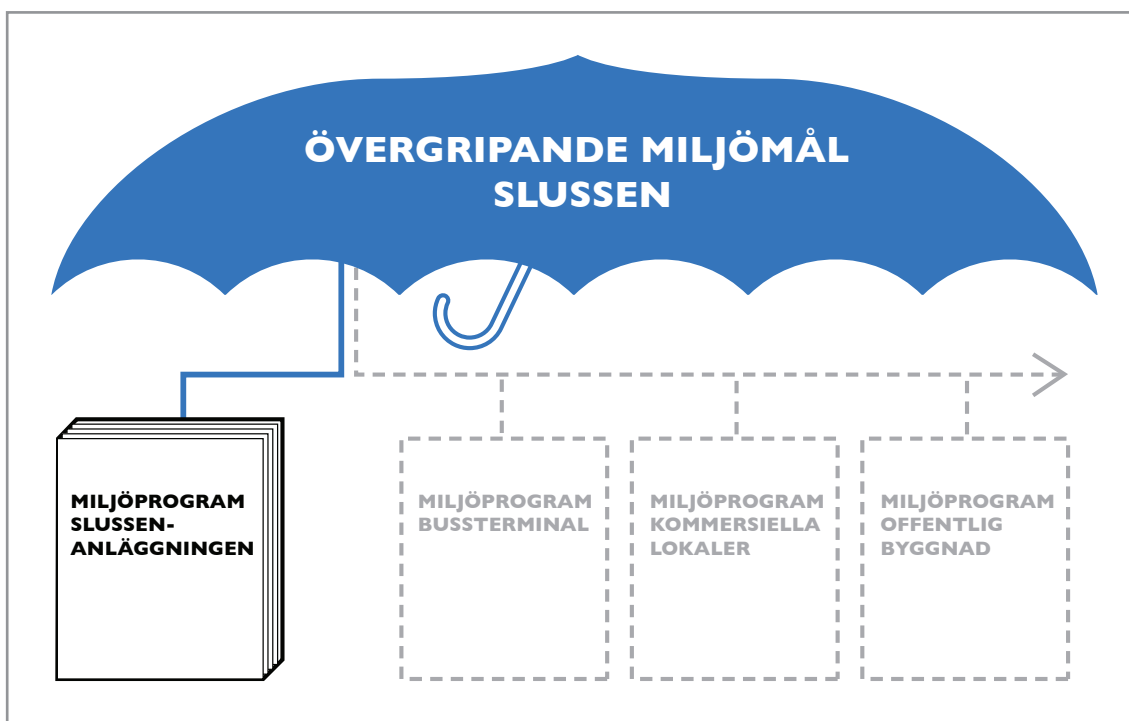 ÖVERGRIPANDE MILJÖMÅL
SLUSSEN
MILJÖPROGRAM
SLUSSEN-
ANLÄGGNINGEN
MILJÖPROGRAM
BUSSTERMINAL
MILJÖPROGRAM
KOMMERSIELLA
LOKALER
MILJÖPROGRAM
OFFENTLIG
BYGGNAD